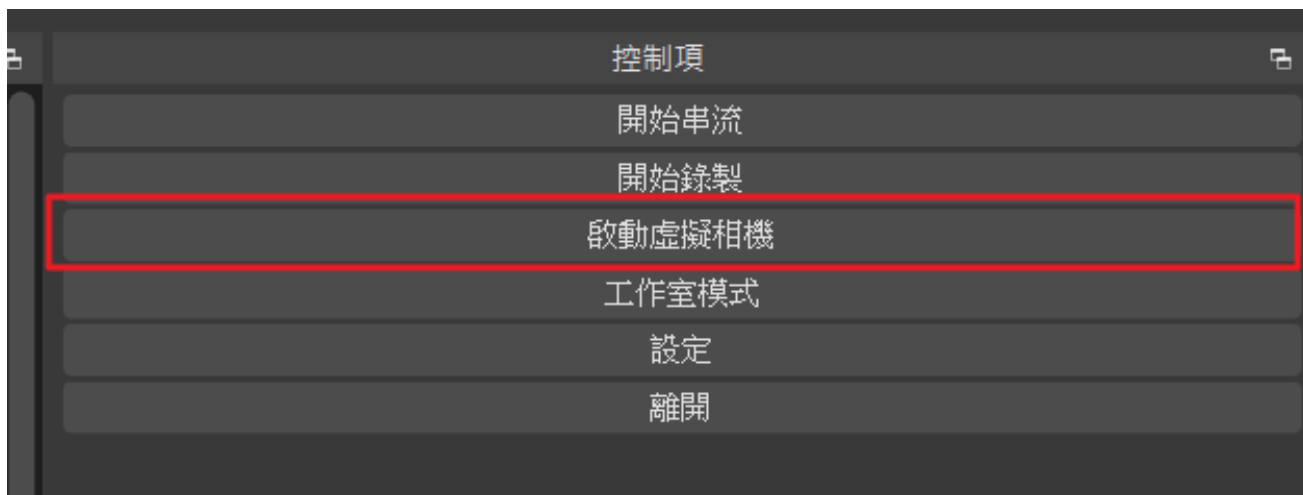 控制項
開始串流
開始錄製
啟動虛擬相機
工作室模式
設定
離開